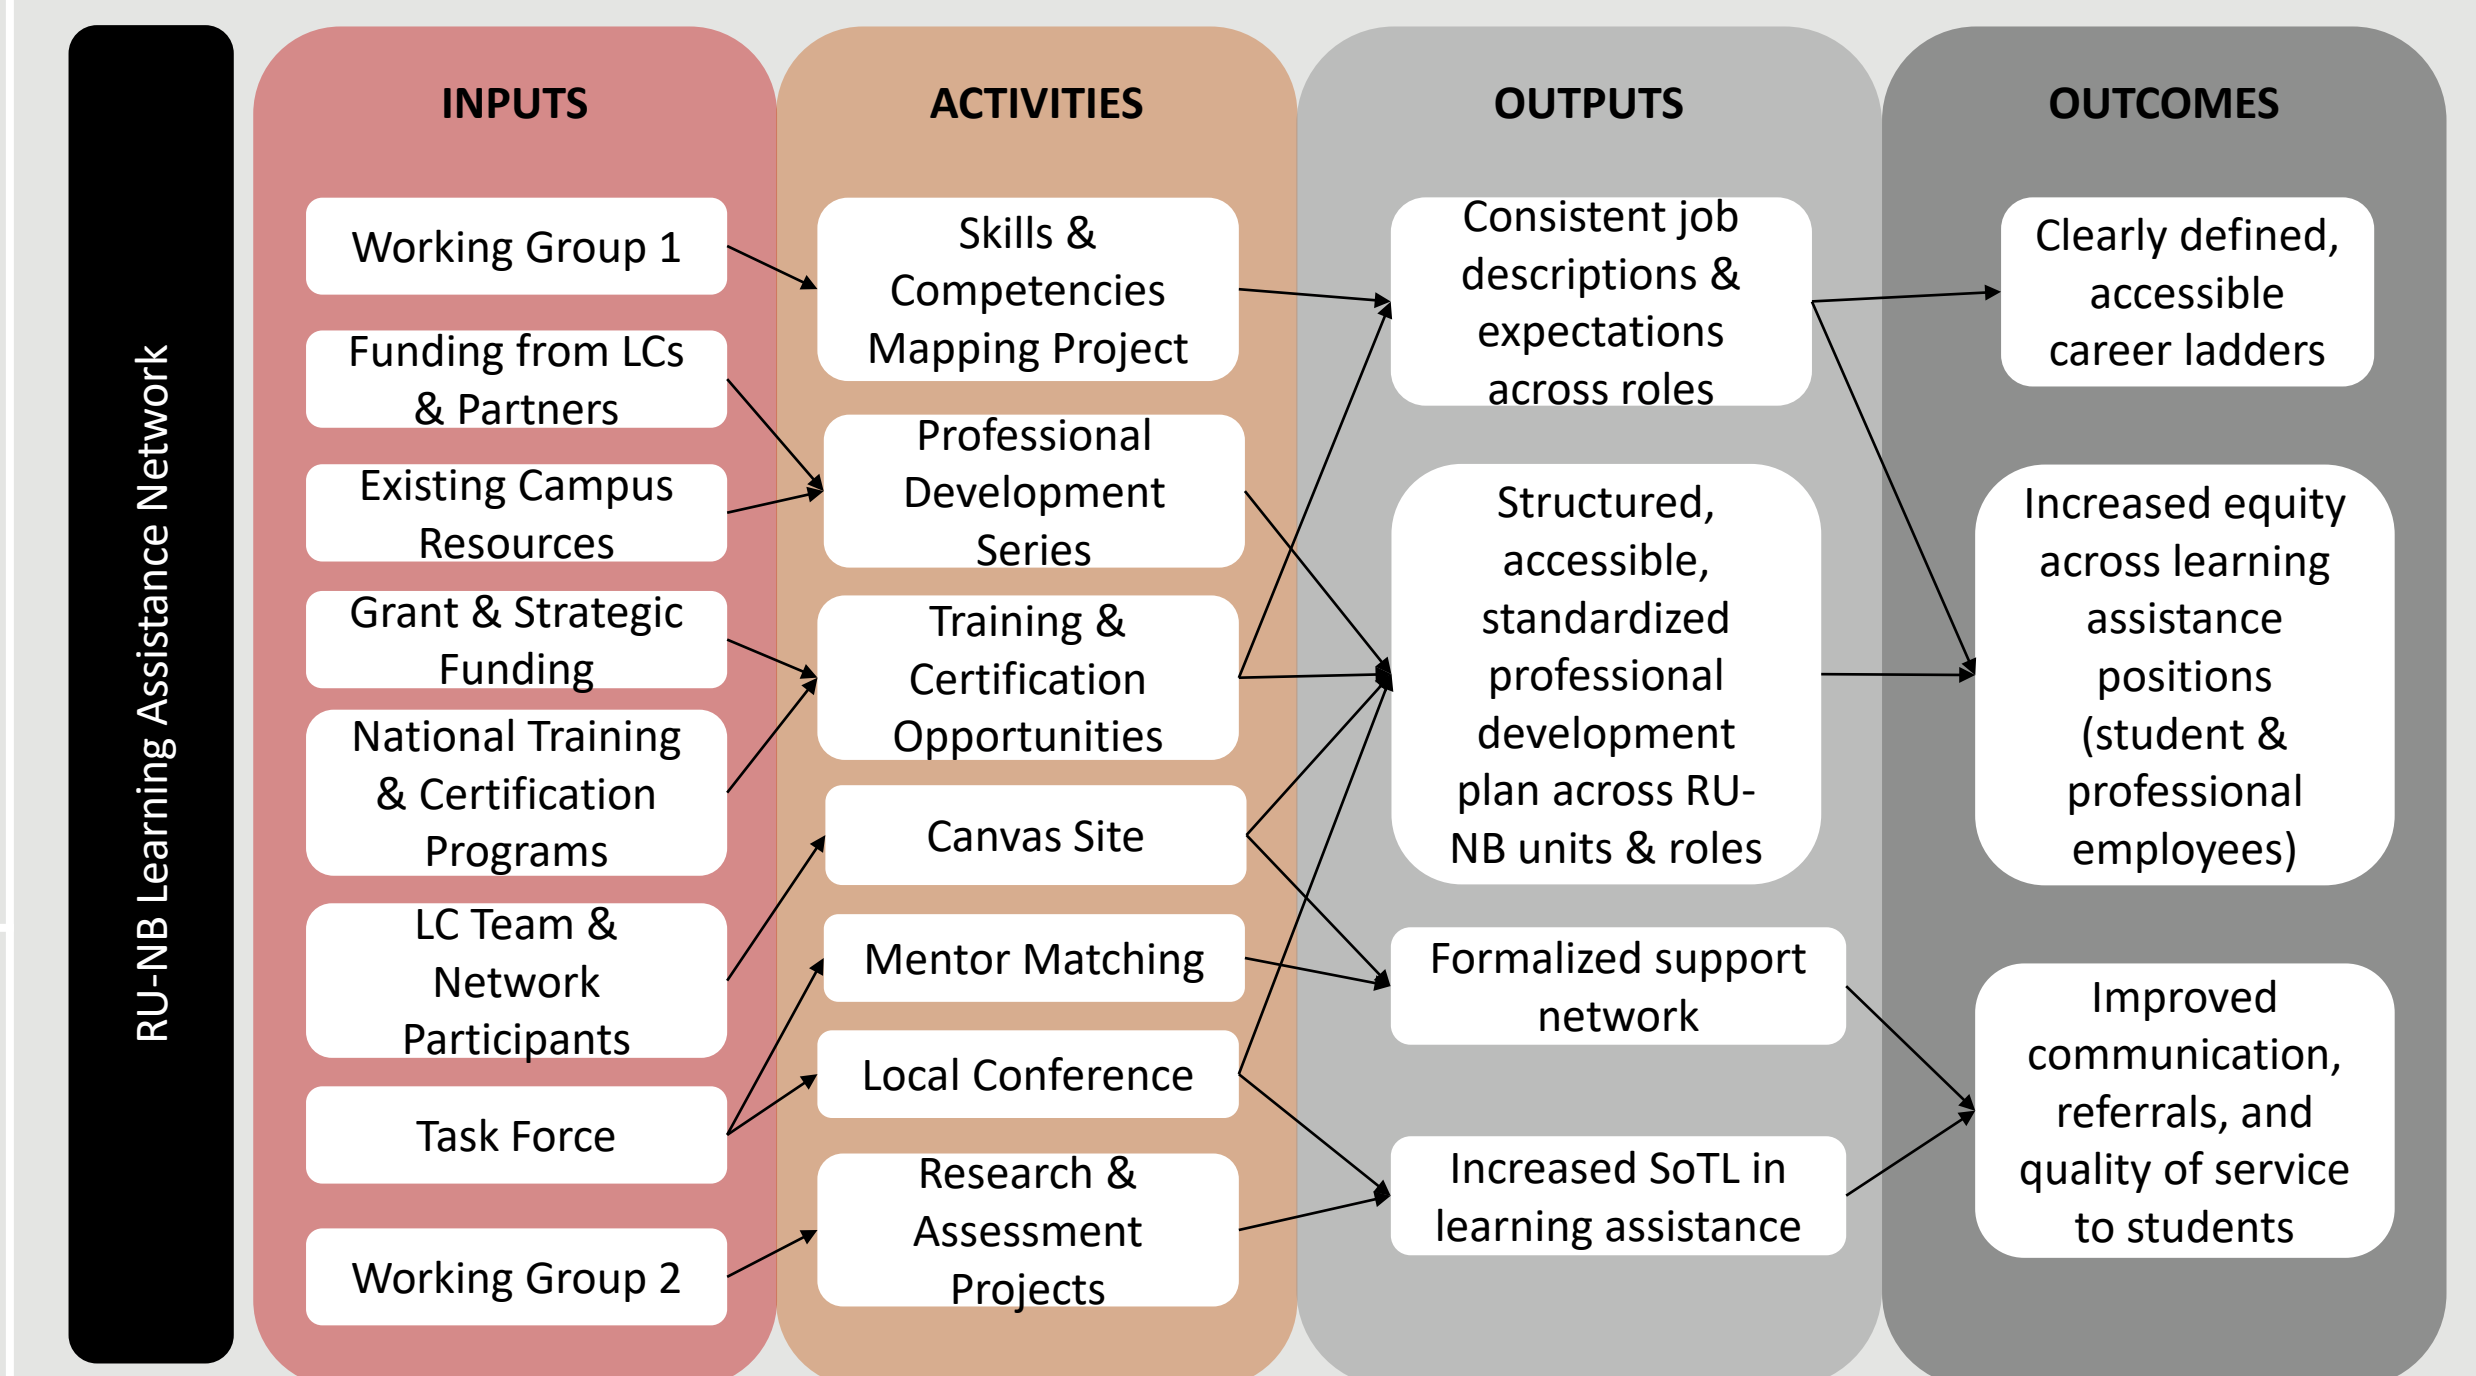 RU-NB Learning Assistance Network
INPUTS
Working Group 1
Funding from LCs
& Partners
Existing Campus
Resources
Grant & Strategic
Funding
National Training
& Certification
Programs
LC Team &
Network
Participants
Task Force
Working Group 2
ACTIVITIES
Skills &
Competencies
Mapping Project
Professional
Development
Series
Training &
Certification
Opportunities
Canvas Site
Mentor Matching
Local Conference
Research &
Assessment
Projects
OUTPUTS
Consistent job
descriptions &
expectations
across roles
Structured,
accessible,
standardized
professional
development
plan across RU-
NB units & roles
Formalized support
network
Increased SoTL in
learning assistance
OUTCOMES
Clearly defined,
accessible
career ladders
Increased equity
across learning
assistance
positions
(student &
professional
employees)
Improved
communication,
referrals, and
quality of service
to students